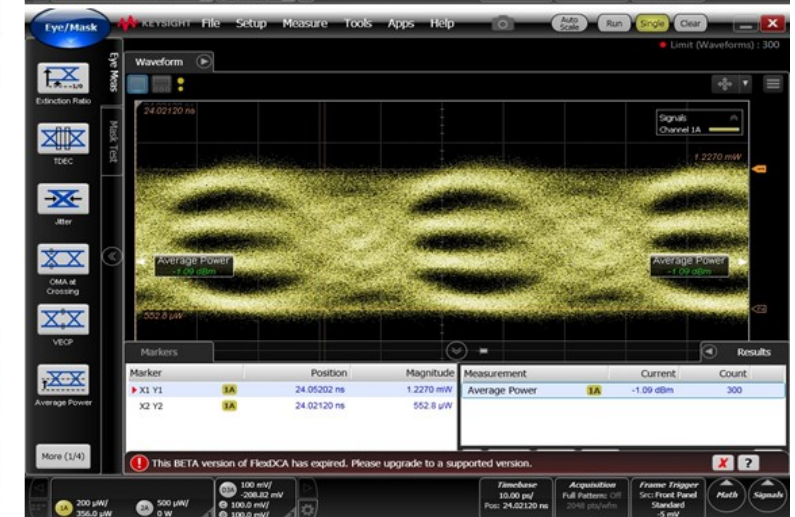 Eye/Mask
KEYSIGHT File Setup Measure Tools Apps Help
Auto Scale
Run
Single
Clear
Limit (Waveforms) : 300
Eye Meas
Mask Test
Waveform
Extinction Ratio
TDEC
Jitter
OMA at
Crossing
VECP
Average Power
More (1/4)
24.02120 ns
Signals
Channel 1A
1.2270 mW
Average Power
-1.09 dBm
Average Power
-1.09 dBm
552.8 µW
Markers
Results
Marker Position Magnitude
X1 Y1 1A 24.05202 ns 1.2270 mW
X2 Y2 1A 24.02120 ns 552.8 µW
Measurement Current Count
Average Power 1A -1.09 dBm 300
This BETA version of FlexDCA has expired. Please upgrade to a supported version.
X ?
1A 200 µW/
356.0 µW
2A 500 µW/
0 W
D3A 100 mV/
-208.82 mV
100.0 mV/
100.0 mV/
Timebase
10.00 ps/
Pos: 24.02120 ns
Acquisition
Full Pattern: Off
2048 pts/wfm
Frame Trigger
Src: Front Panel
Standard
-5 mV
Math
Signals